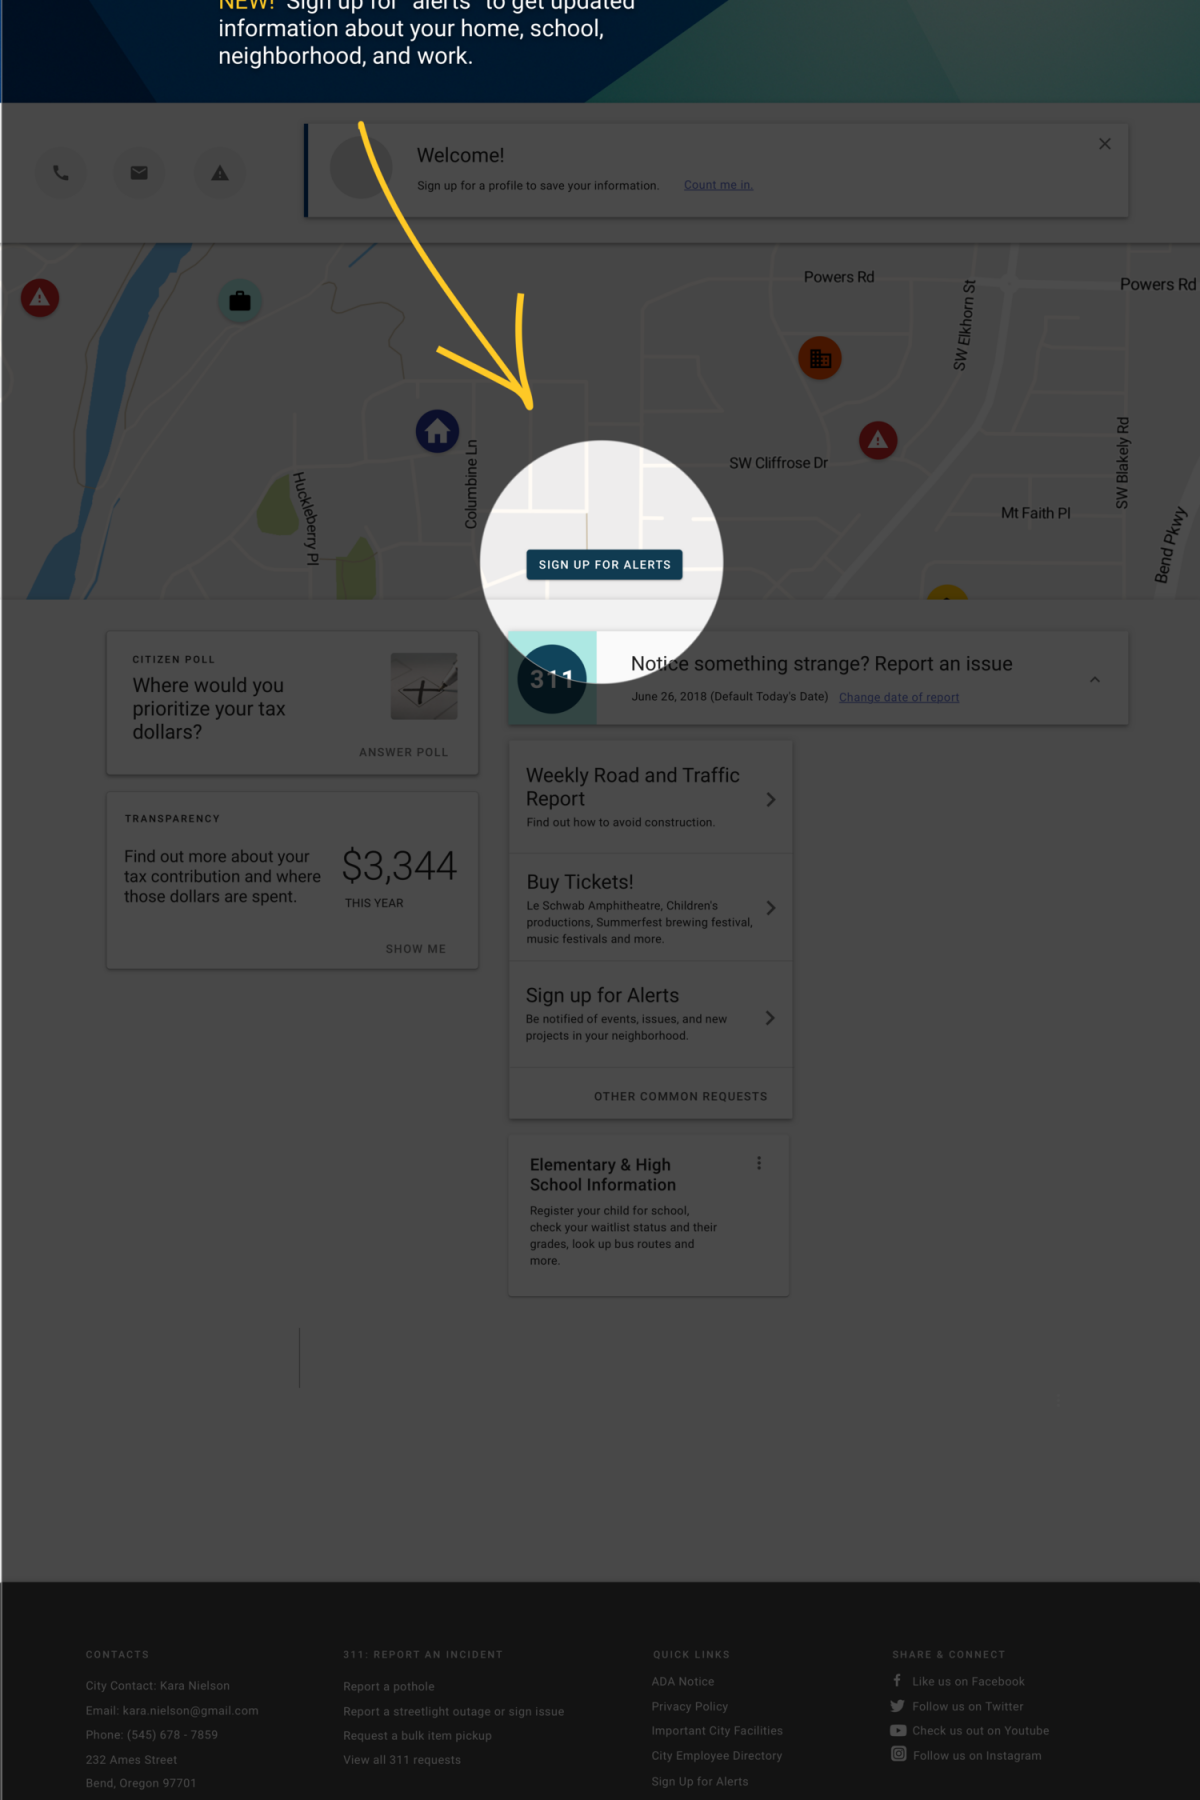 NEW! Sign up for "alerts" to get updated
information about your home, school,
neighborhood, and work.
Welcome!
Sign up for a profile to save your information. Count me in.
Powers Rd
Powers Rd
SW Elkhorn St
SW Cliffrose Dr
SW Blakely Rd
Mt Faith Pl
Bend Pkwy
Columbine Ln
Huckleberry Pl
SIGN UP FOR ALERTS
CITIZEN POLL
Where would you
prioritize your tax
dollars?
ANSWER POLL
311
Notice something strange? Report an issue
June 26, 2018 (Default Today's Date) Change date of report
TRANSPARENCY
Find out more about your
tax contribution and where
those dollars are spent.
$3,344
THIS YEAR
SHOW ME
Weekly Road and Traffic
Report
Find out how to avoid construction.
Buy Tickets!
Le Schwab Amphitheatre, Children's
productions, Summerfest brewing festival,
music festivals and more.
Sign up for Alerts
Be notified of events, issues, and new
projects in your neighborhood.
OTHER COMMON REQUESTS
Elementary & High
School Information
Register your child for school,
check your waitlist status and their
grades, look up bus routes and
more.
CONTACTS
City Contact: Kara Nielson
Email: kara.nielson@gmail.com
Phone: (545) 678 - 7859
232 Ames Street
Bend, Oregon 97701
311: REPORT AN INCIDENT
Report a pothole
Report a streetlight outage or sign issue
Request a bulk item pickup
View all 311 requests
QUICK LINKS
ADA Notice
Privacy Policy
Important City Facilities
City Employee Directory
Sign Up for Alerts
SHARE & CONNECT
Like us on Facebook
Follow us on Twitter
Check us out on Youtube
Follow us on Instagram